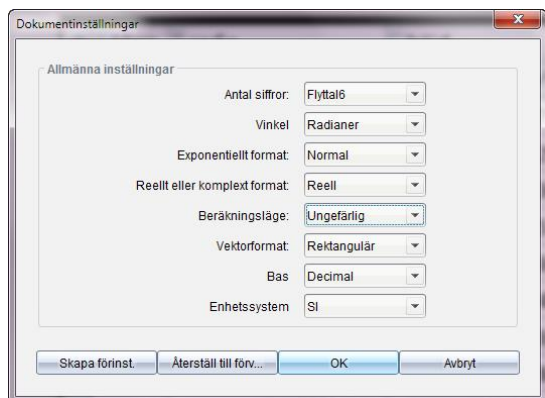 Dokumentinställningar
Allmänna inställningar
Antal siffror: Flyttal6
Vinkel Radianer
Exponentiellt format: Normal
Reellt eller komplext format: Reell
Beräkningsläge: Ungefärlig
Vektorformat: Rektangulär
Bas Decimal
Enhetssystem SI
Skapa förinst. Återställ till förv... OK Avbryt